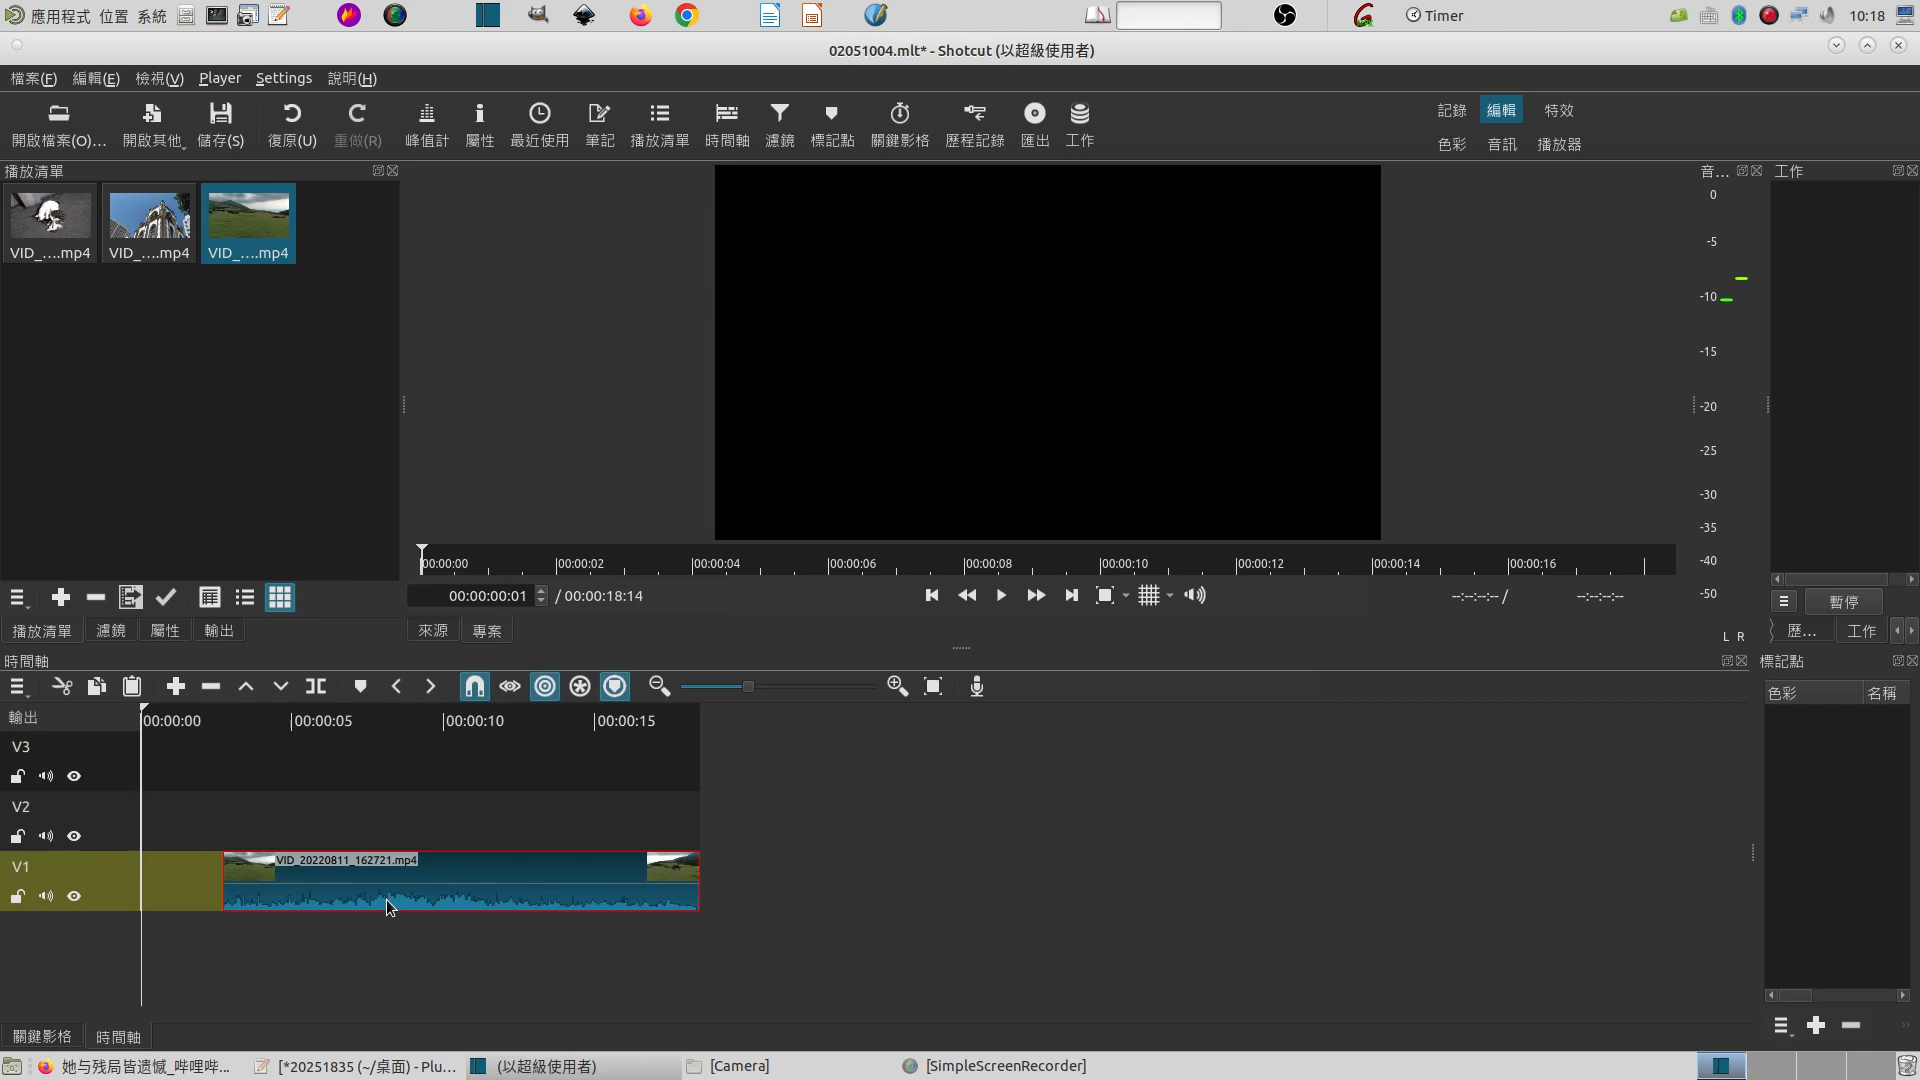 應用程式 位置 系統
Timer
10:18
02051004.mlt* - Shotcut (以超級使用者)
檔案(F) 編輯(E) 檢視(V) Player Settings 說明(H)
開啟檔案(O)... 開啟其他 儲存(S) 復原(U) 重做(R) 峰值計 屬性 最近使用 筆記 播放清單 時間軸 濾鏡 標記點 關鍵影格 歷程記錄 匯出 工作
記錄 編輯 特效
色彩 音訊 播放器
播放清單
音... 工作
VID_....mp4 VID_....mp4 VID_....mp4
0
-5
-10
-15
-20
-25
-30
-35
-40
-50
L R
00:00:00 00:00:02 00:00:04 00:00:06 00:00:08 00:00:10 00:00:12 00:00:14 00:00:16
00:00:00:01 / 00:00:18:14
--:--:--:-- / --:--:--:--
暫停
播放清單 濾鏡 屬性 輸出
來源 專案
歷... 工作
時間軸
標記點
色彩 名稱
輸出
00:00:00 00:00:05 00:00:10 00:00:15
V3
V2
V1
VID_20220811_162721.mp4
關鍵影格 時間軸
她与残局皆遗憾_哔哩哔... [*20251835 (~/桌面) - Plu... (以超級使用者) [Camera] [SimpleScreenRecorder]